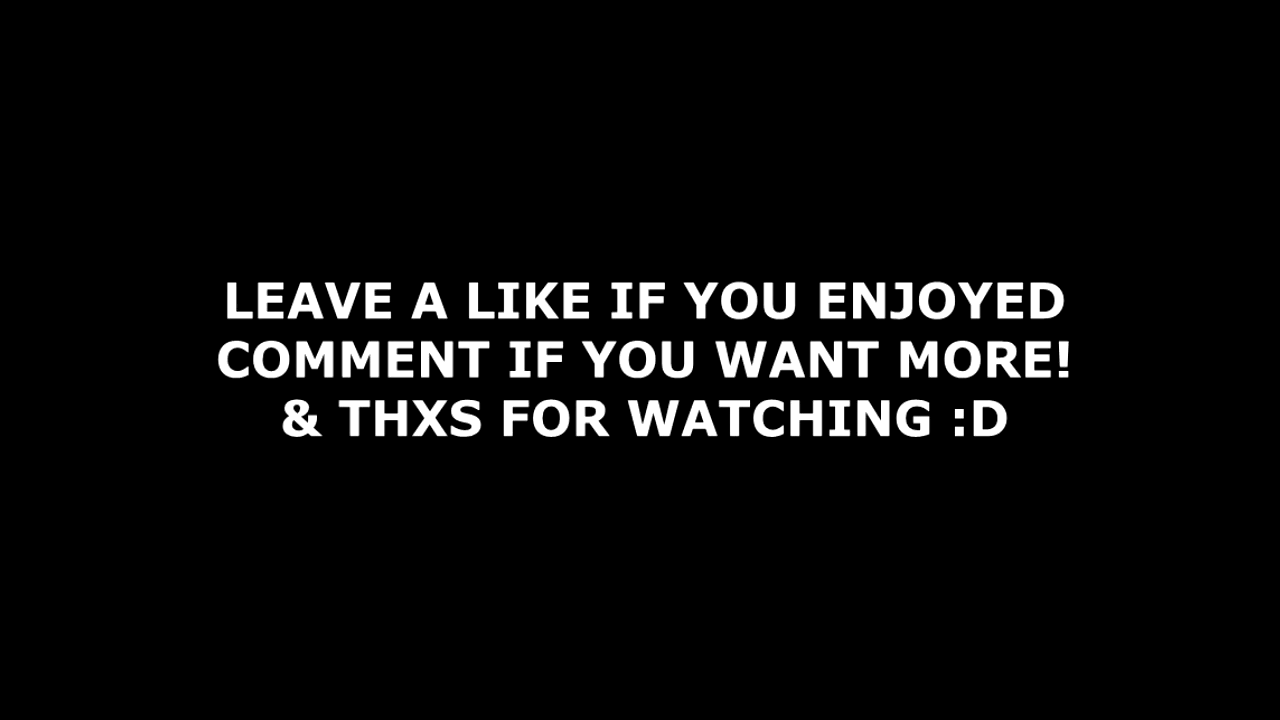 LEAVE A LIKE IF YOU ENJOYED
COMMENT IF YOU WANT MORE!
& THXS FOR WATCHING :D